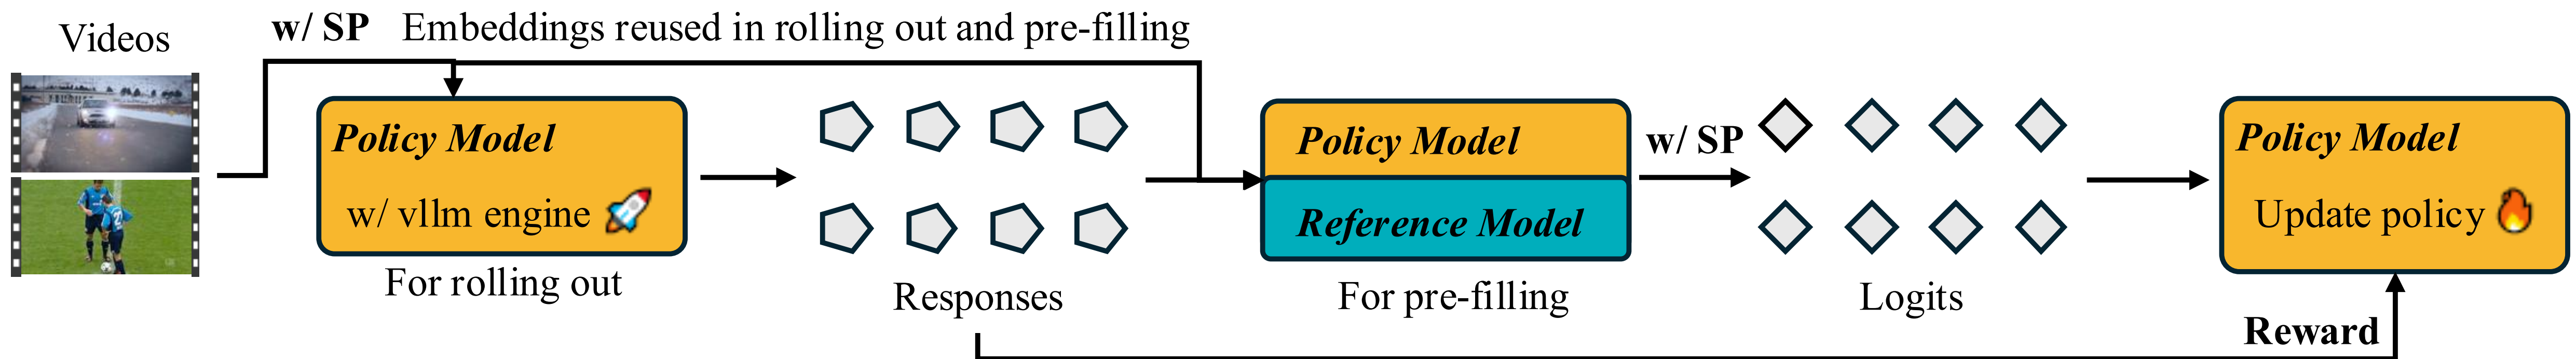 Videos
w/ SP Embeddings reused in rolling out and pre-filling
Policy Model
w/ vllm engine
For rolling out
Responses
Policy Model
Reference Model
For pre-filling
w/ SP
Logits
Policy Model
Update policy
Reward